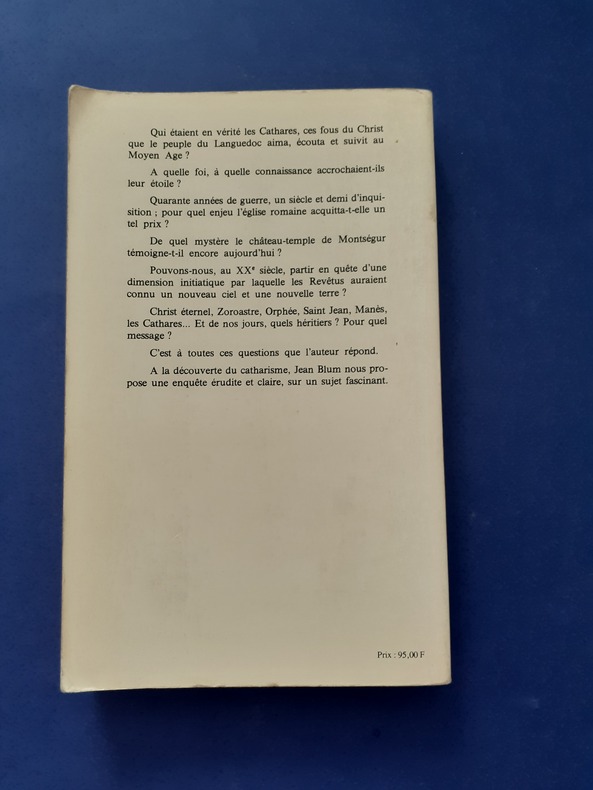 Qui étaient en vérité les Cathares, ces fous du Christ
que le peuple du Languedoc aima, écouta et suivit au
Moyen Age ?
A quelle foi, à quelle connaissance accrochaient-ils
leur étoile ?
Quarante années de guerre, un siècle et demi d'inqui-
sition ; pour quel enjeu l'église romaine acquitta-t-elle un
tel prix ?
De quel mystère le château-temple de Montségur
témoigne-t-il encore aujourd'hui ?
Pouvons-nous, au XXe siècle, partir en quête d'une
dimension initiatique par laquelle les Revêtus auraient
connu un nouveau ciel et une nouvelle terre ?
Christ éternel, Zoroastre, Orphée, Saint Jean, Manès,
les Cathares... Et de nos jours, quels héritiers ? Pour quel
message ?
C'est à toutes ces questions que l'auteur répond.
A la découverte du catharisme, Jean Blum nous pro-
pose une enquête érudite et claire, sur un sujet fascinant.
Prix : 95,00 F